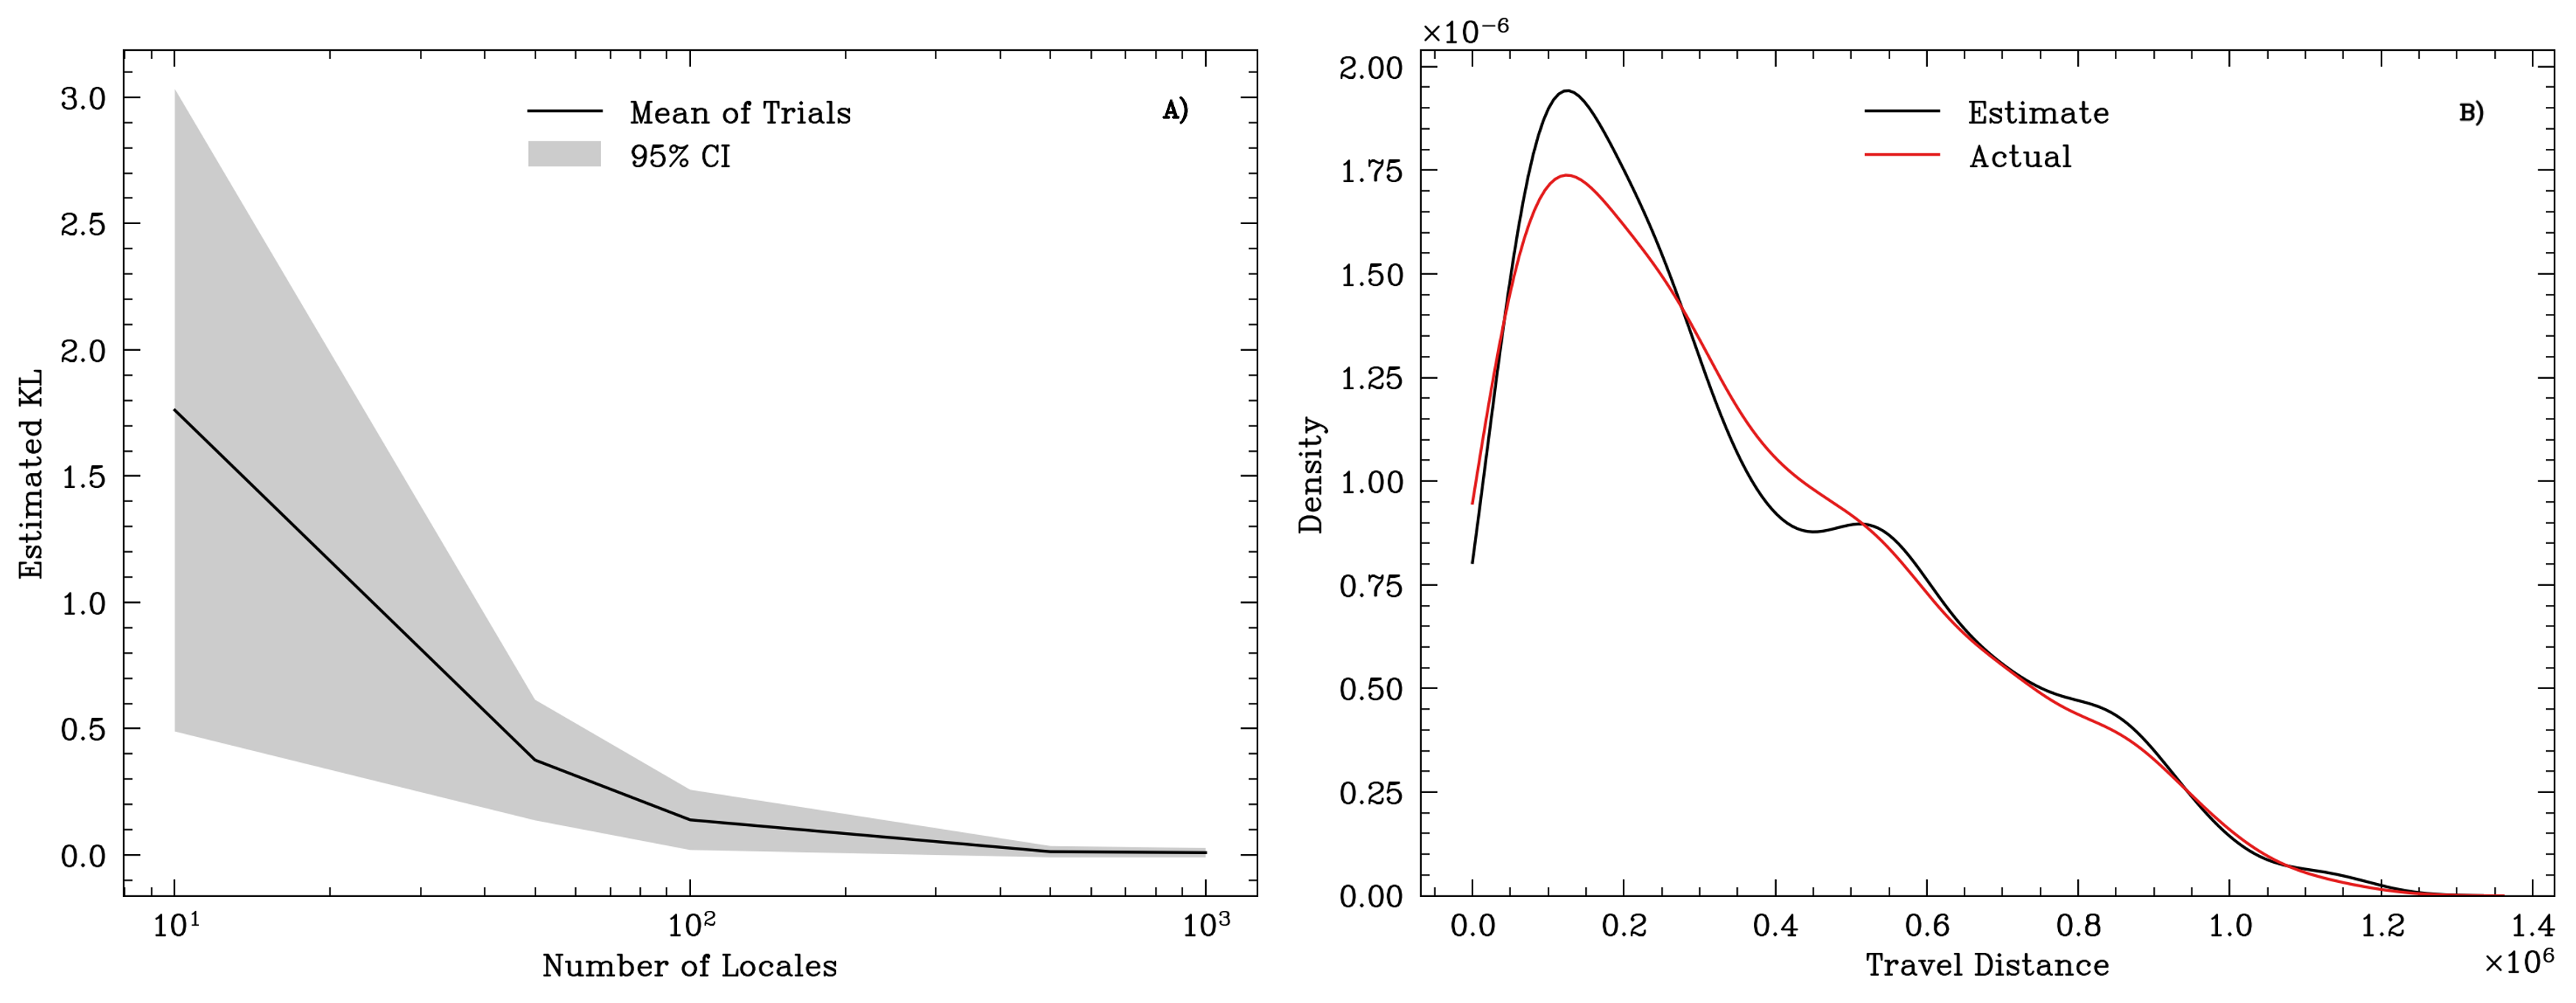 3.0
2.5
2.0
1.5
1.0
0.5
0.0
Estimated KL
Mean of Trials
95% CI
A)
10¹ 10² 10³
Number of Locales
×10⁻⁶
2.00
1.75
1.50
1.25
1.00
0.75
0.50
0.25
0.00
Density
Estimate
Actual
B)
0.0 0.2 0.4 0.6 0.8 1.0 1.2 1.4
×10⁶
Travel Distance